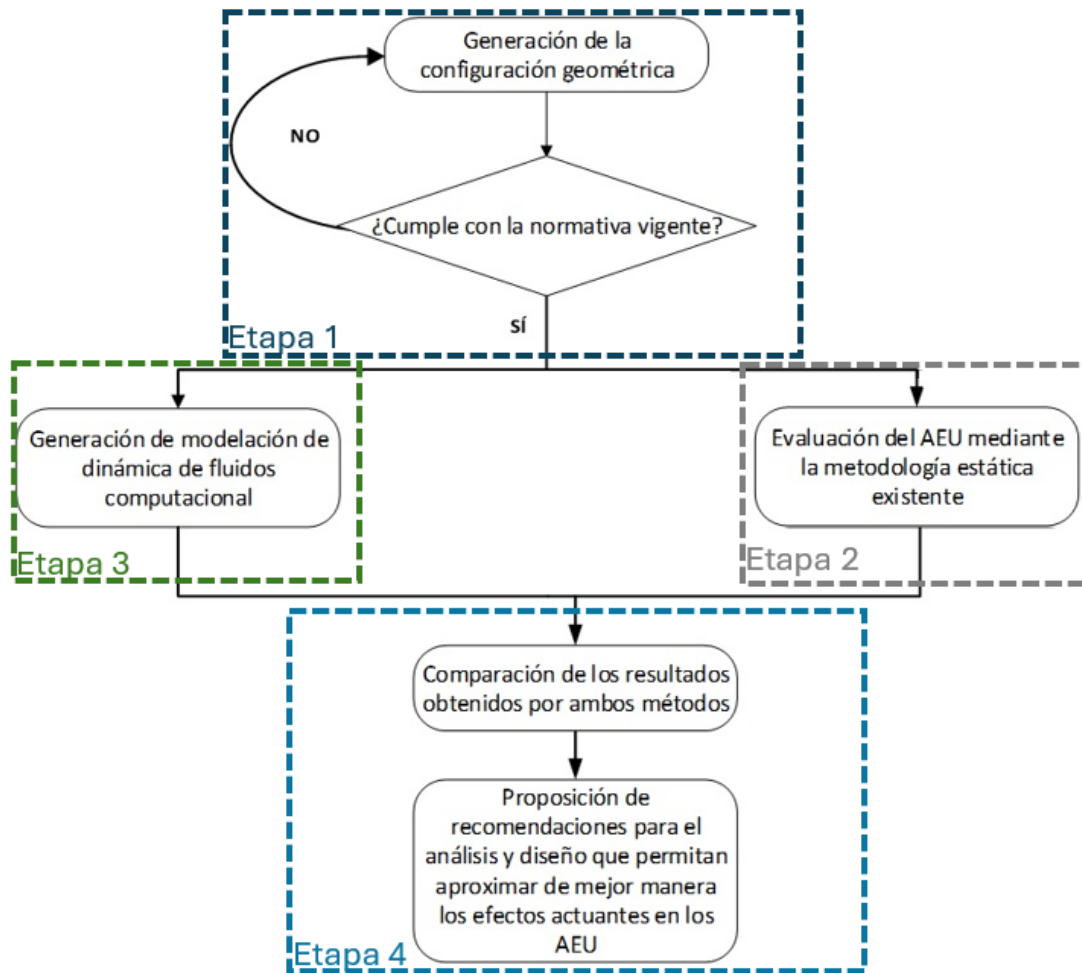 Generación de la
configuración geométrica
NO
¿Cumple con la normativa vigente?
SÍ
Etapa 1
Generación de modelación de
dinámica de fluidos
computacional
Etapa 3
Evaluación del AEU mediante
la metodología estática
existente
Etapa 2
Comparación de los resultados
obtenidos por ambos métodos
Proposición de
recomendaciones para el
análisis y diseño que permitan
aproximar de mejor manera
los efectos actuantes en los
AEU
Etapa 4